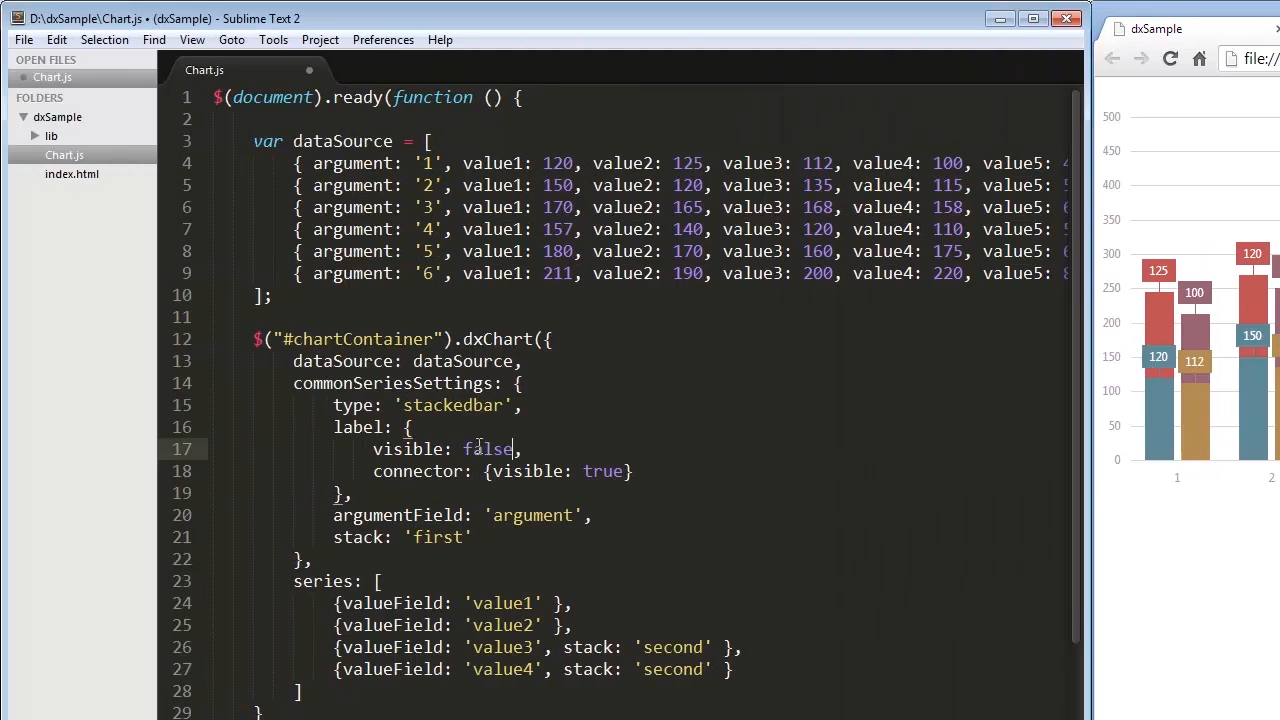 D:\dxSample\Chart.js • (dxSample) - Sublime Text 2
File Edit Selection Find View Goto Tools Project Preferences Help
OPEN FILES
Chart.js
FOLDERS
dxSample
lib
Chart.js
index.html
Chart.js
1 $(document).ready(function () {
2
3 var dataSource = [
4 { argument: '1', value1: 120, value2: 125, value3: 112, value4: 100, value5:
5 { argument: '2', value1: 150, value2: 120, value3: 135, value4: 115, value5:
6 { argument: '3', value1: 170, value2: 165, value3: 168, value4: 158, value5:
7 { argument: '4', value1: 157, value2: 140, value3: 120, value4: 110, value5:
8 { argument: '5', value1: 180, value2: 170, value3: 160, value4: 175, value5:
9 { argument: '6', value1: 211, value2: 190, value3: 200, value4: 220, value5:
10 ];
11
12 $("#chartContainer").dxChart({
13 dataSource: dataSource,
14 commonSeriesSettings: {
15 type: 'stackedbar',
16 label: {
17 visible: false,
18 connector: {visible: true}
19 },
20 argumentField: 'argument',
21 stack: 'first'
22 },
23 series: [
24 {valueField: 'value1' },
25 {valueField: 'value2' },
26 {valueField: 'value3', stack: 'second' },
27 {valueField: 'value4', stack: 'second' }
28 ]
29 }
dxSample
file://
500
450
400
350
300
250
200
150
100
50
0
125
100
120
112
120
150
1
2